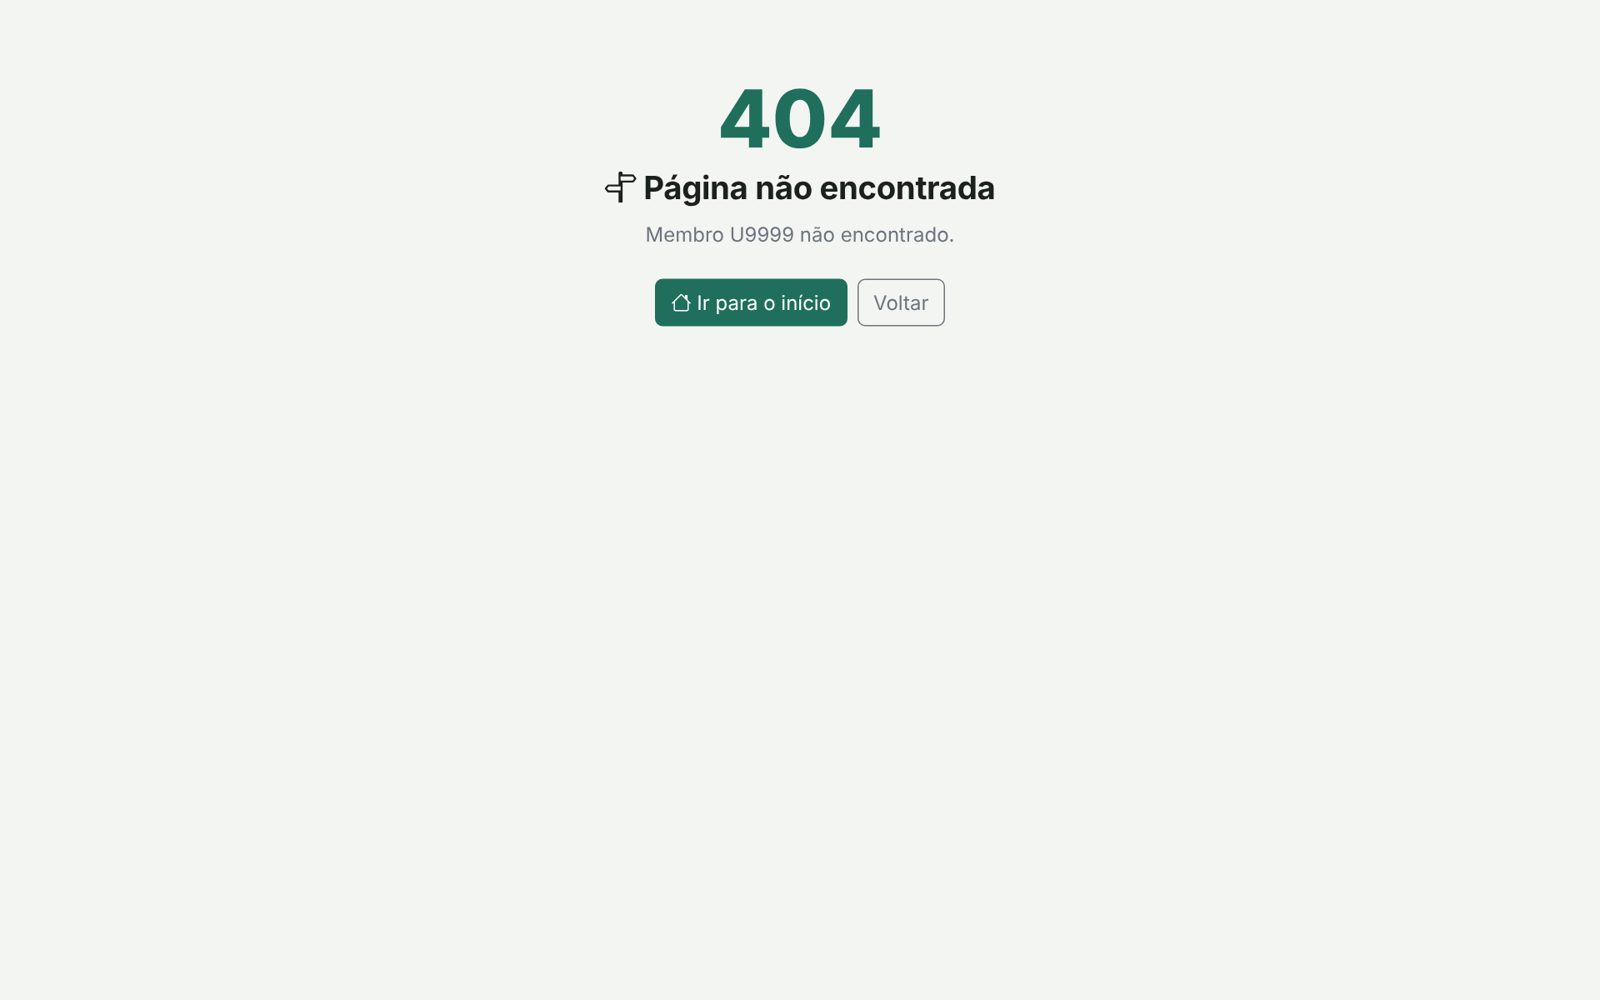 404
Página não encontrada
Membro U9999 não encontrado.
Ir para o início Voltar